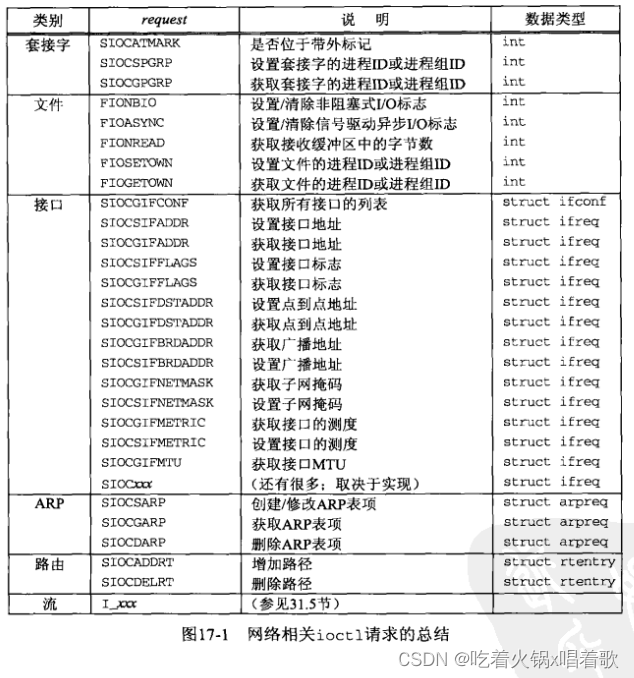 类别 request 说 明 数据类型
套接字 SIOCATMARK 是否位于带外标记 int
SIOCSPGRP 设置套接字的进程ID或进程组ID int
SIOCGPGRP 获取套接字的进程ID或进程组ID int
文件 FIONBIO 设置/清除非阻塞式I/O标志 int
FIOASYNC 设置/清除信号驱动异步I/O标志 int
FIONREAD 获取接收缓冲区中的字节数 int
FIOSETOWN 设置文件的进程ID或进程组ID int
FIOGETOWN 获取文件的进程ID或进程组ID int
接口 SIOCGIFCONF 获取所有接口的列表 struct ifconf
SIOCSIFADDR 设置接口地址 struct ifreq
SIOCGIFADDR 获取接口地址 struct ifreq
SIOCSIFFLAGS 设置接口标志 struct ifreq
SIOCGIFFLAGS 获取接口标志 struct ifreq
SIOCSIFDSTADDR 设置点到点地址 struct ifreq
SIOCGIFDSTADDR 获取点到点地址 struct ifreq
SIOCGIFBRDADDR 获取广播地址 struct ifreq
SIOCSIFBRDADDR 设置广播地址 struct ifreq
SIOCGIFNETMASK 获取子网掩码 struct ifreq
SIOCSIFNETMASK 设置子网掩码 struct ifreq
SIOCGIFMETRIC 获取接口的测度 struct ifreq
SIOCSIFMETRIC 设置接口的测度 struct ifreq
SIOCGIFMTU 获取接口MTU struct ifreq
SIOCxxx （还有很多；取决于实现） struct ifreq
ARP SIOCSARP 创建/修改ARP表项 struct arpreq
SIOCGARP 获取ARP表项 struct arpreq
SIOCDARP 删除ARP表项 struct arpreq
路由 SIOCADDRT 增加路径 struct rtentry
SIOCDELRT 删除路径 struct rtentry
流 I_xxx （参见31.5节）
图17-1 网络相关ioctl请求的总结
CSDN @吃着火锅x唱着歌